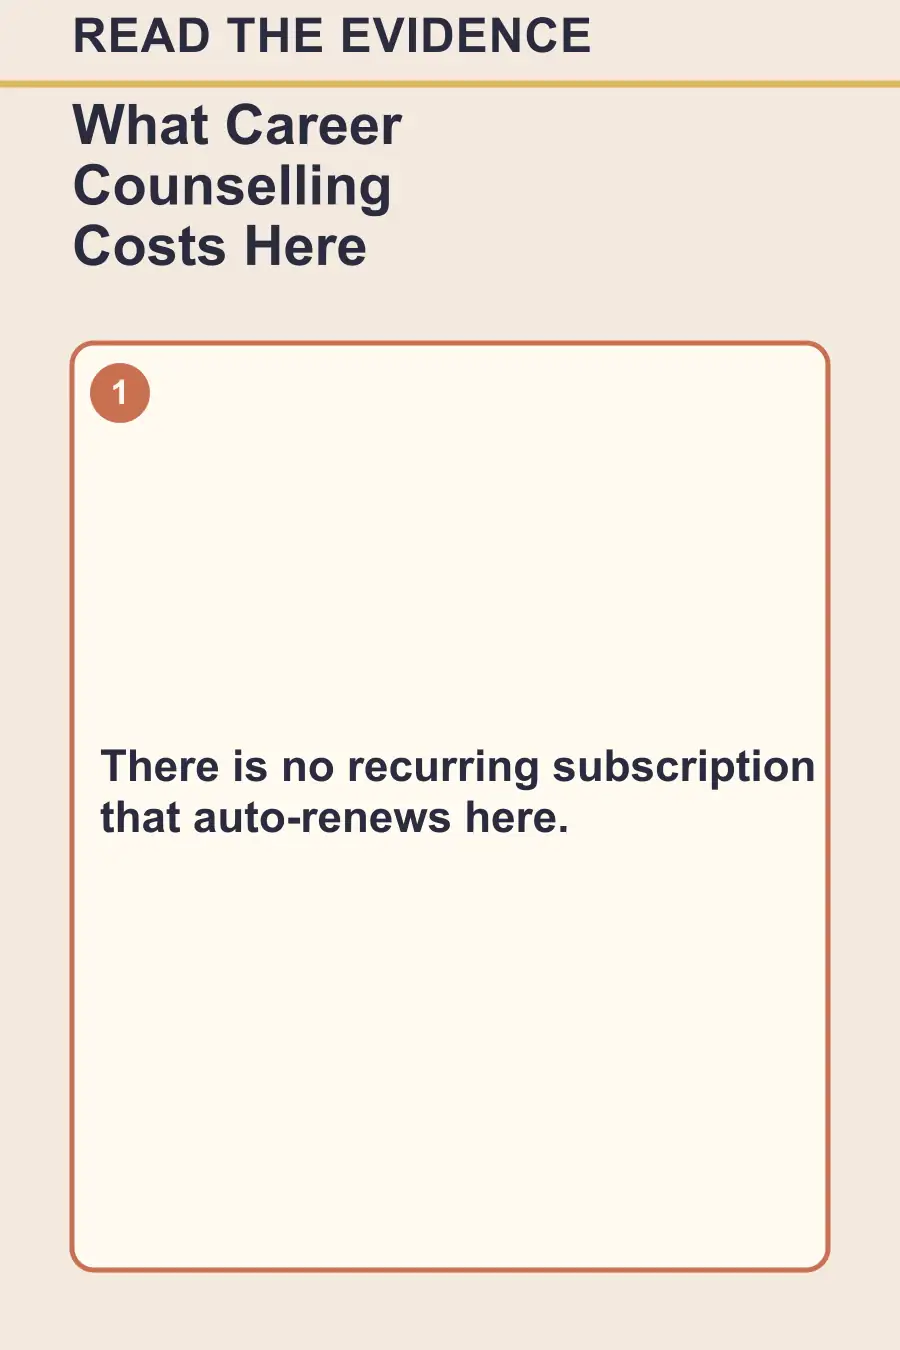 READ THE EVIDENCE
What Career
Counselling
Costs Here
1
There is no recurring subscription
that auto-renews here.